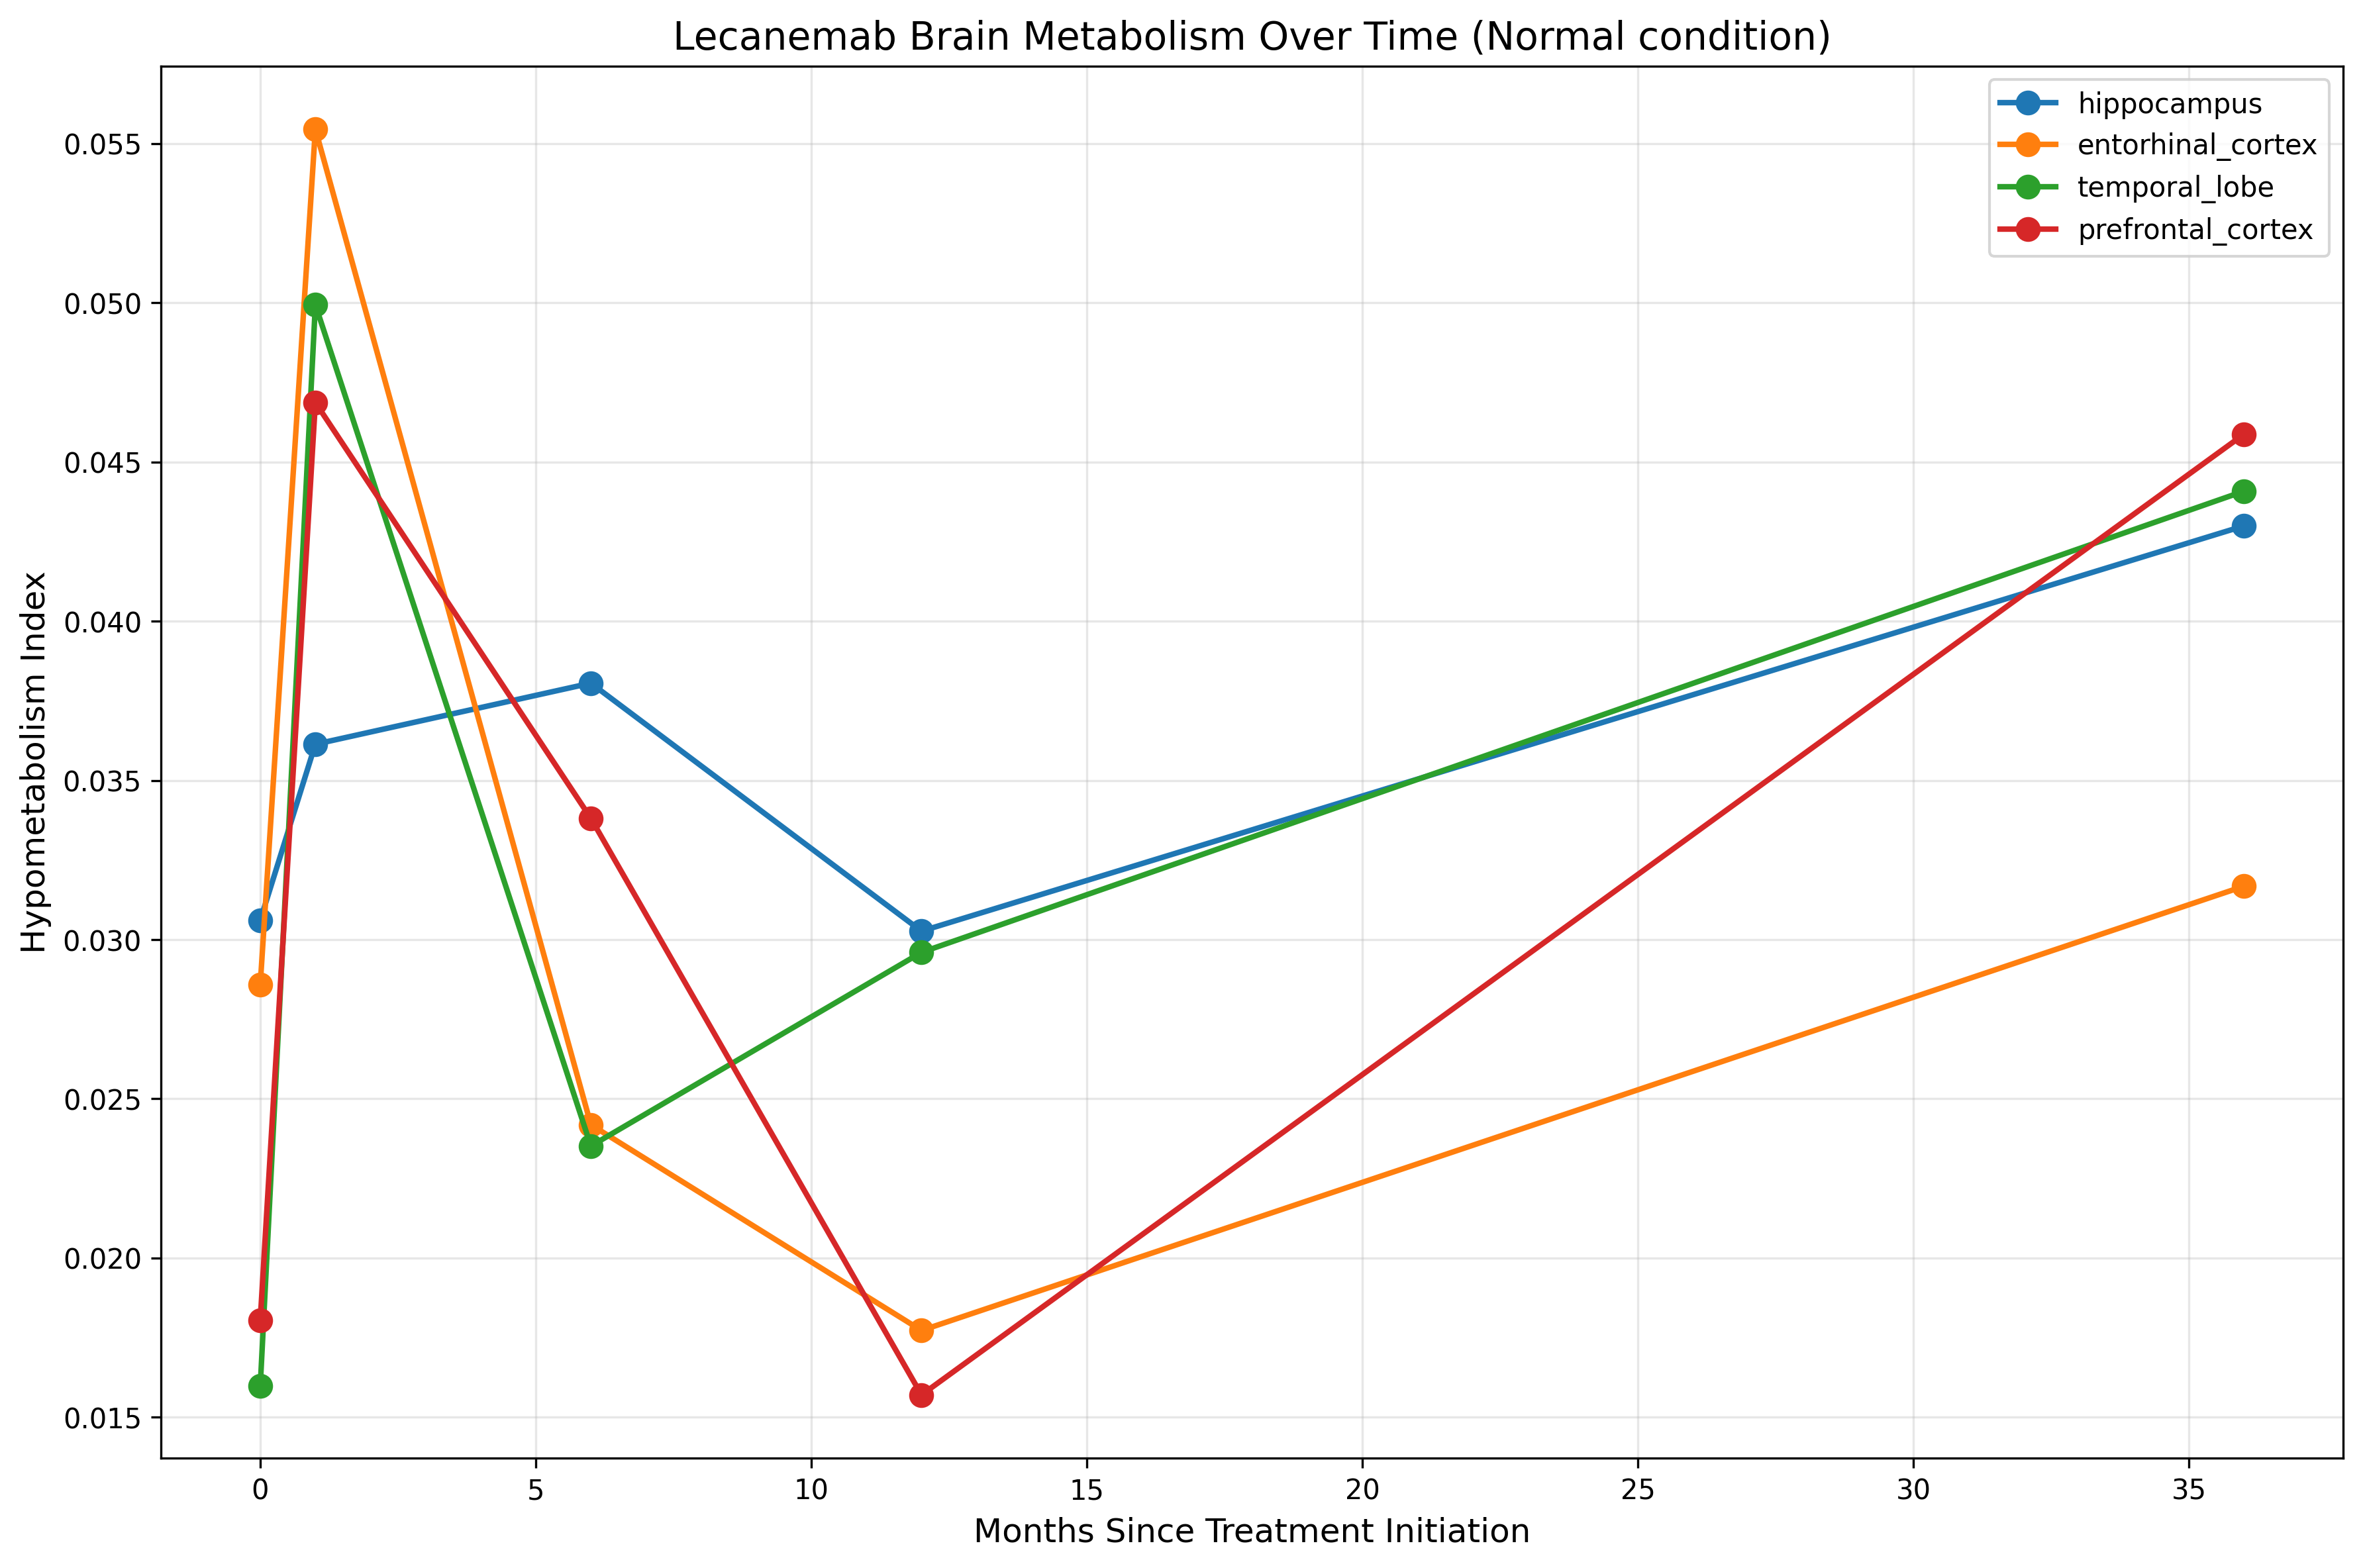 Lecanemab Brain Metabolism Over Time (Normal condition)
hippocampus
entorhinal_cortex
temporal_lobe
prefrontal_cortex
Hypometabolism Index
0.055
0.050
0.045
0.040
0.035
0.030
0.025
0.020
0.015
0 5 10 15 20 25 30 35
Months Since Treatment Initiation